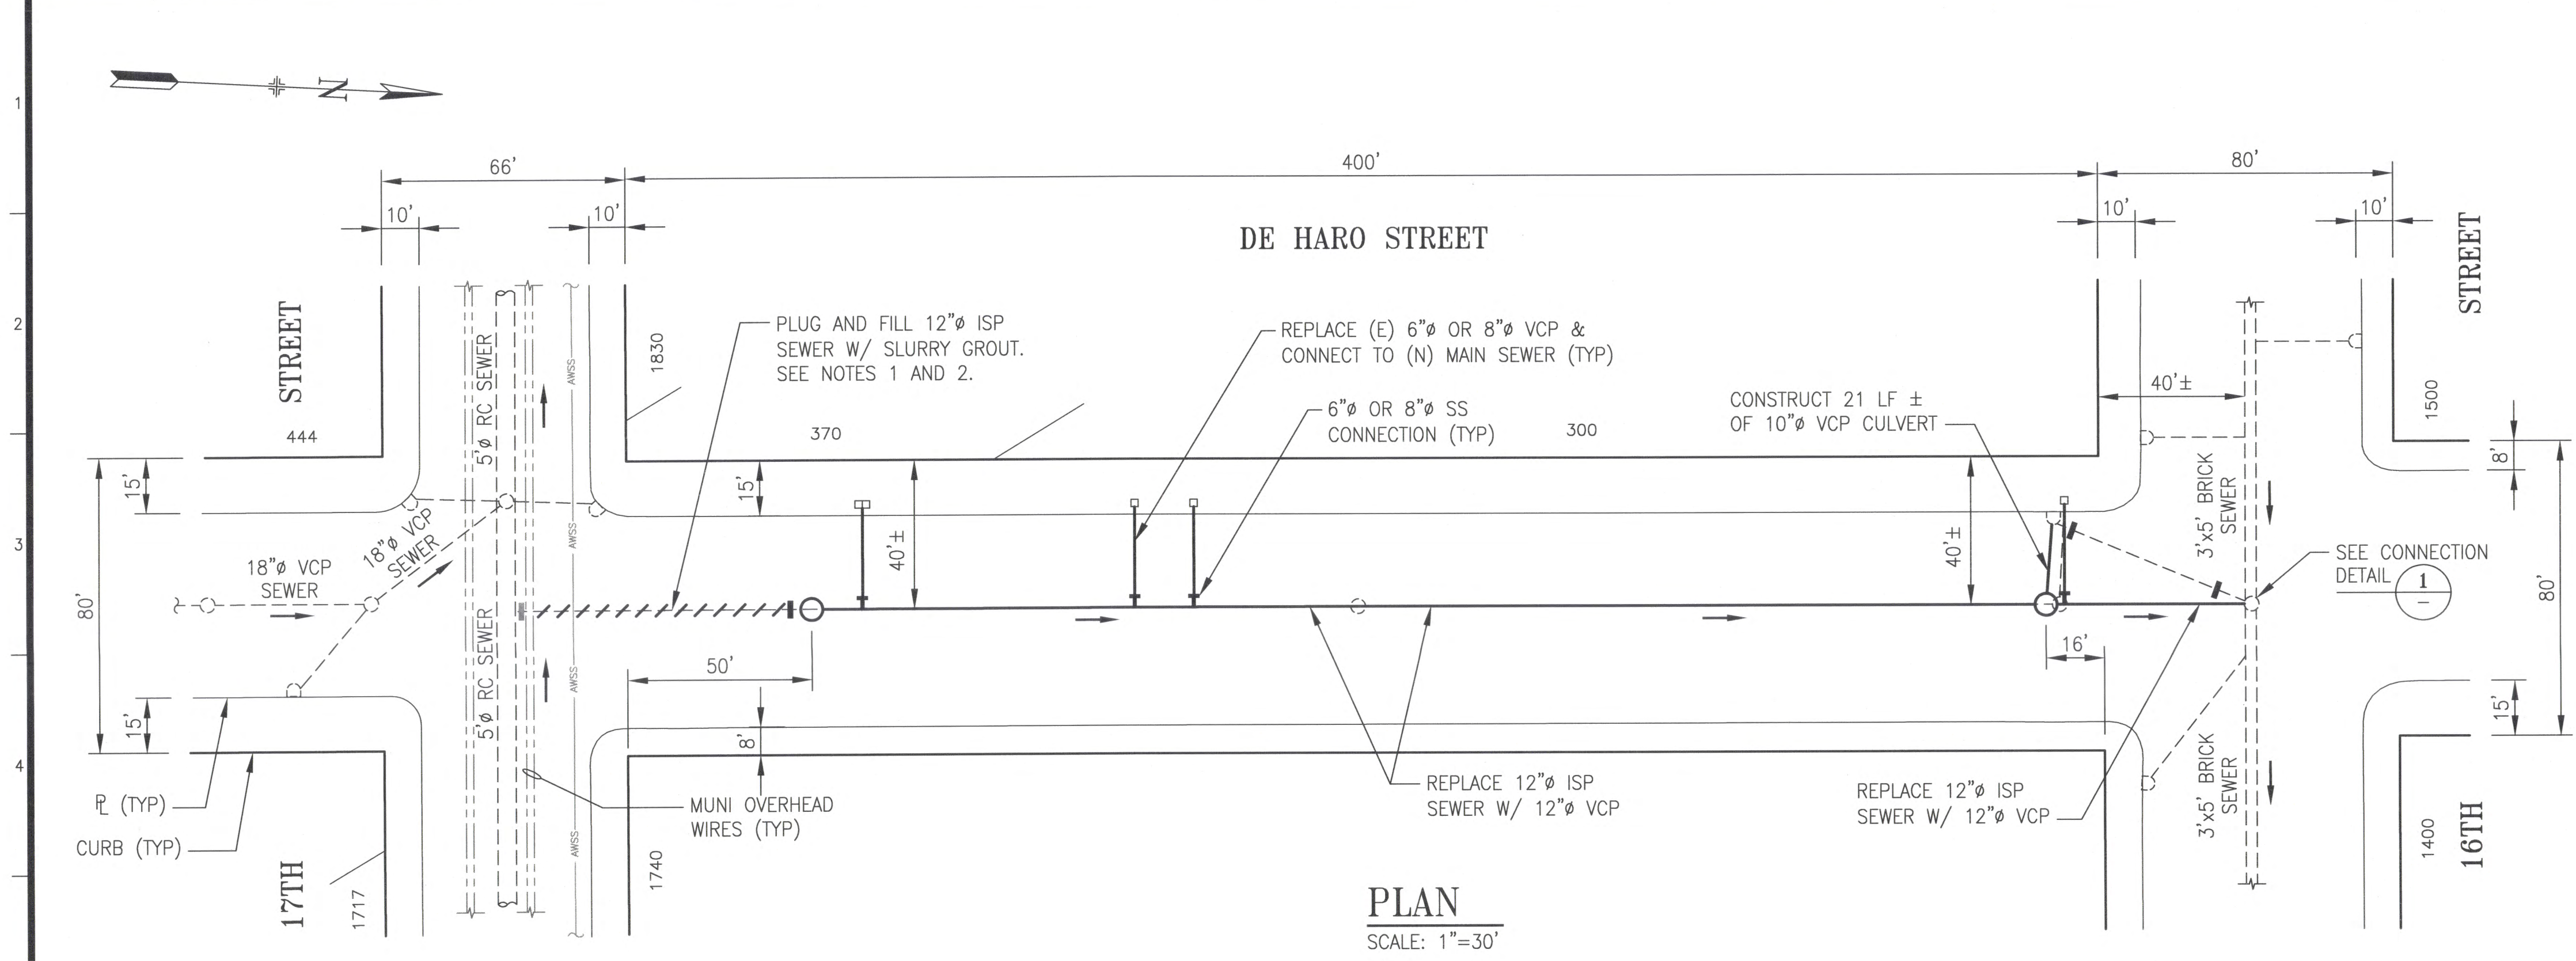 1
2
3
4
N
66'
400'
80'
10'
10'
10'
10'
DE HARO STREET
STREET
STREET
444
5'ø RC SEWER
AWSS
1830
PLUG AND FILL 12"ø ISP
SEWER W/ SLURRY GROUT.
SEE NOTES 1 AND 2.
370
REPLACE (E) 6"ø OR 8"ø VCP &
CONNECT TO (N) MAIN SEWER (TYP)
6"ø OR 8"ø SS
CONNECTION (TYP)
300
CONSTRUCT 21 LF ±
OF 10"ø VCP CULVERT
40'±
1500
8'
15'
15'
40'±
40'±
3'x5' BRICK
SEWER
80'
18"ø VCP
SEWER
18"ø VCP
SEWER
AWSS
SEE CONNECTION
DETAIL
1
–
80'
5'ø RC SEWER
AWSS
50'
16'
15'
8'
15'
3'x5' BRICK
SEWER
PL (TYP)
CURB (TYP)
MUNI OVERHEAD
WIRES (TYP)
REPLACE 12"ø ISP
SEWER W/ 12"ø VCP
REPLACE 12"ø ISP
SEWER W/ 12"ø VCP
AWSS
17TH
1717
1740
1400
16TH
PLAN
SCALE: 1"=30'